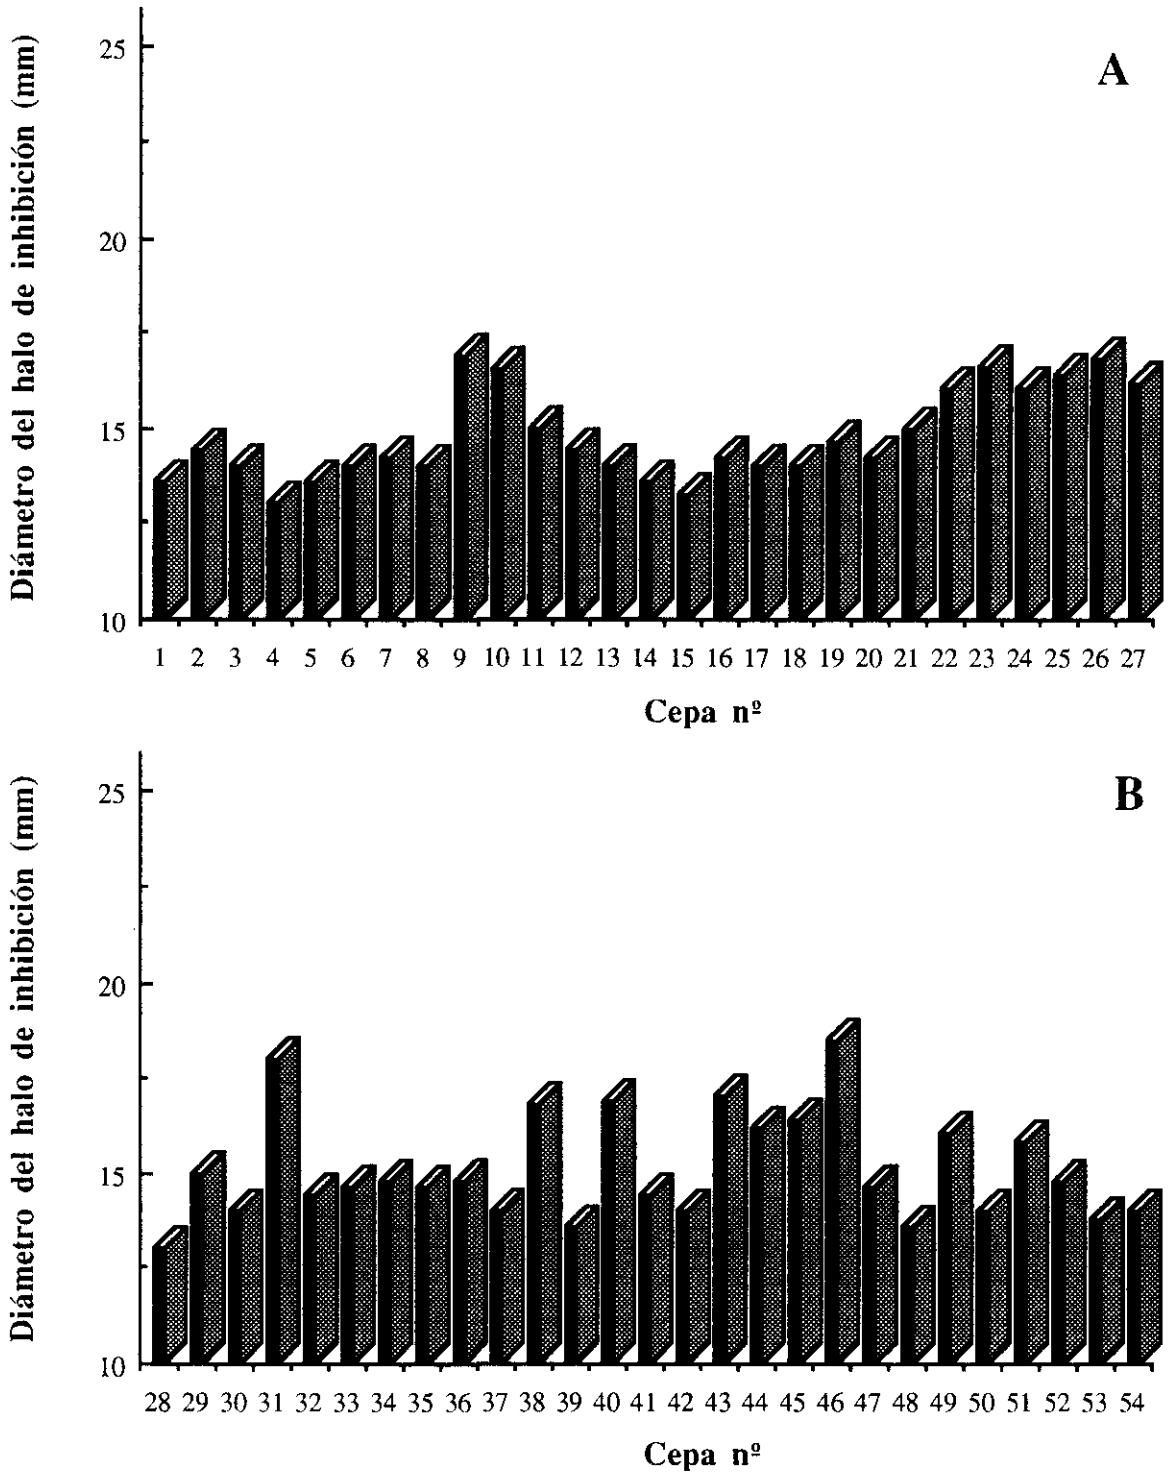 A
Diámetro del halo de inhibición (mm)
25
20
15
10
1 2 3 4 5 6 7 8 9 10 11 12 13 14 15 16 17 18 19 20 21 22 23 24 25 26 27
Cepa nº
B
Diámetro del halo de inhibición (mm)
25
20
15
10
28 29 30 31 32 33 34 35 36 37 38 39 40 41 42 43 44 45 46 47 48 49 50 51 52 53 54
Cepa nº